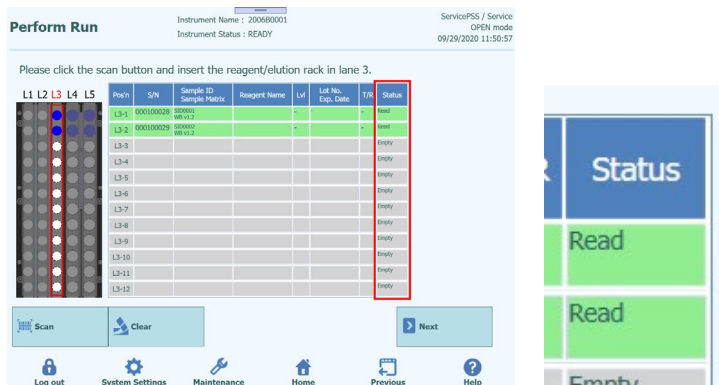 Perform Run
Instrument Name : 2006B0001
Instrument Status : READY
ServicePSS / Service
OPEN mode
09/29/2020 11:50:57
Please click the scan button and insert the reagent/elution rack in lane 3.
L1 L2 L3 L4 L5
Pos'n S/N Sample ID Sample Matrix Reagent Name Lvl Lot No. Exp. Date T/R Status
L3-1 000100028 SID0001 WB v1.2 - - - Read
L3-2 000100029 SID0002 WB v1.2 - - - Read
L3-3 Empty
L3-4 Empty
L3-5 Empty
L3-6 Empty
L3-7 Empty
L3-8 Empty
L3-9 Empty
L3-10 Empty
L3-11 Empty
L3-12 Empty
Scan Clear Next
Log out System Settings Maintenance Home Previous Help
R Status
Read
Read
Empty